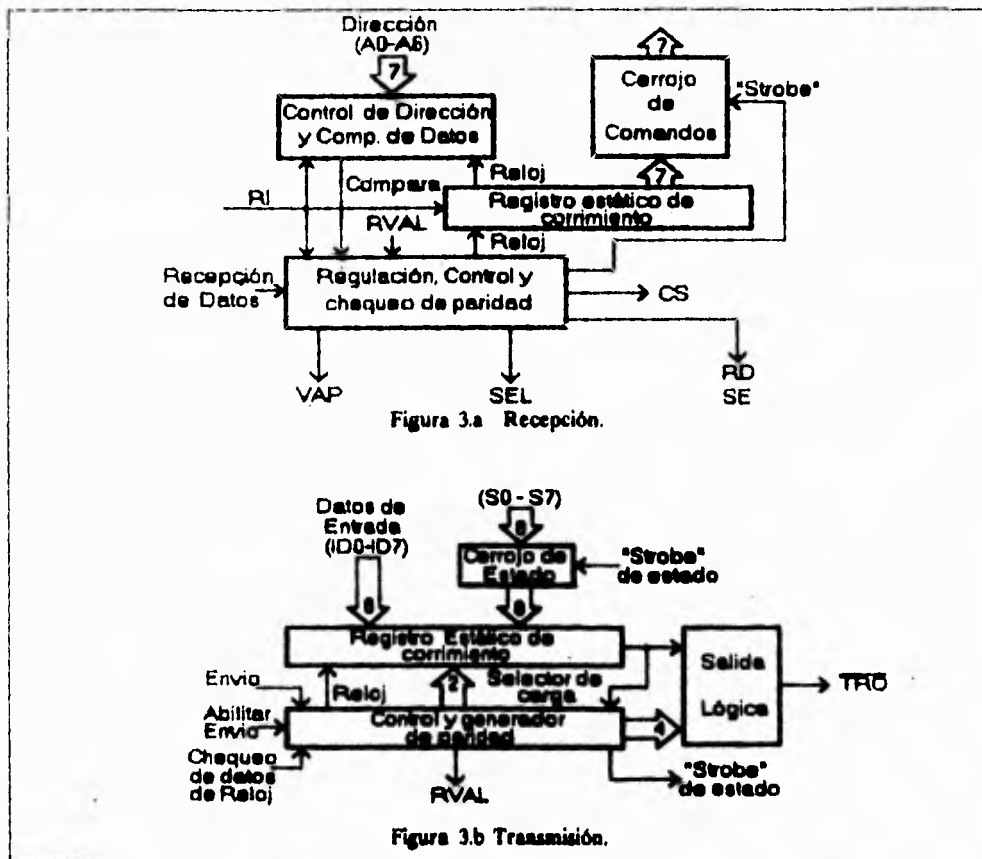 Dirección
(A0-A6)
7
Control de Dirección
y Comp. de Datos
7
Cerrojo
de
Comandos
"Strobe"
Compara
Reloj
7
RI
Registro estático de
corrimiento
RVAL
Reloj
Recepción
de Datos
Regulación, Control y
chequeo de paridad
CS
VAP
SEL
RD
SE
Figura 3.a Recepción.
Datos de
Entrada
(ID0-ID7)
(S0 - S7)
8
Cerrojo de
Estado
"Strobe"
de estado
8
8
Registro Estático de
corrimiento
Salida
Lógica
TRO
Envio
Reloj
2
Selector de
carga
Abilitar
Envio
Control y generador
de paridad
4
Chequeo
de datos
de Reloj
RVAL
"Strobe"
de estado
Figura 3.b Transmisión.